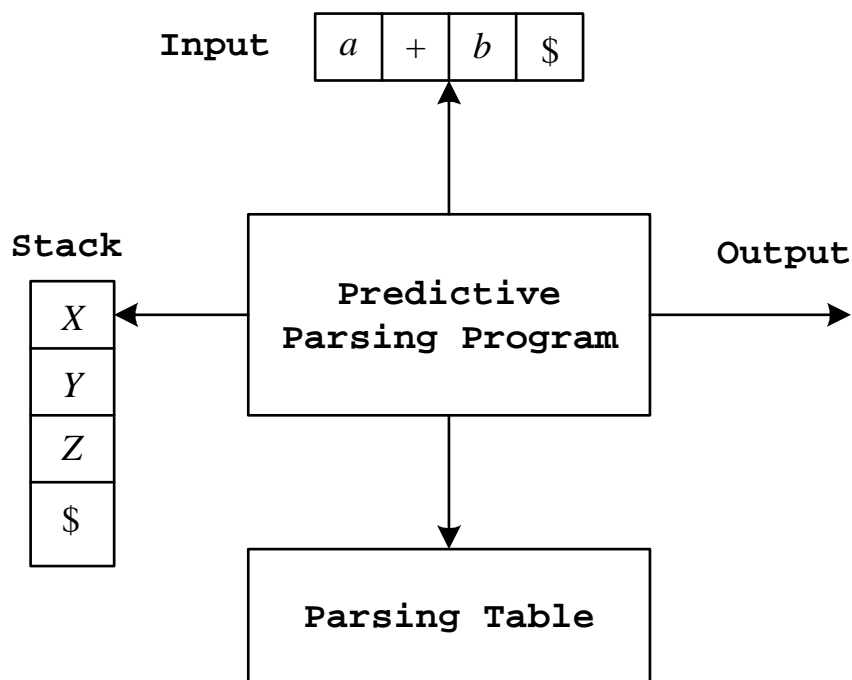 Input a + b $
Stack
Output
X
Y
Z
$
Predictive
Parsing Program
Parsing Table